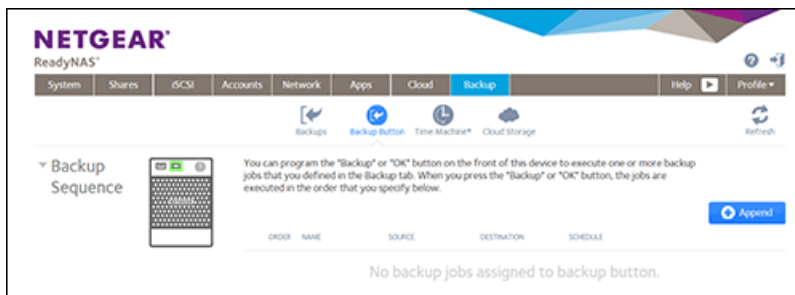 NETGEAR®
ReadyNAS®
System Shares iSCSI Accounts Network Apps Cloud Backup Help Profile
Backups Backup Button Time Machine® Cloud Storage Refresh
Backup Sequence
You can program the "Backup" or "OK" button on the front of this device to execute one or more backup
jobs that you defined in the Backup tab. When you press the "Backup" or "OK" button, the jobs are
executed in the order that you specify below.
Append
ORDER NAME SOURCE DESTINATION SCHEDULE
No backup jobs assigned to backup button.